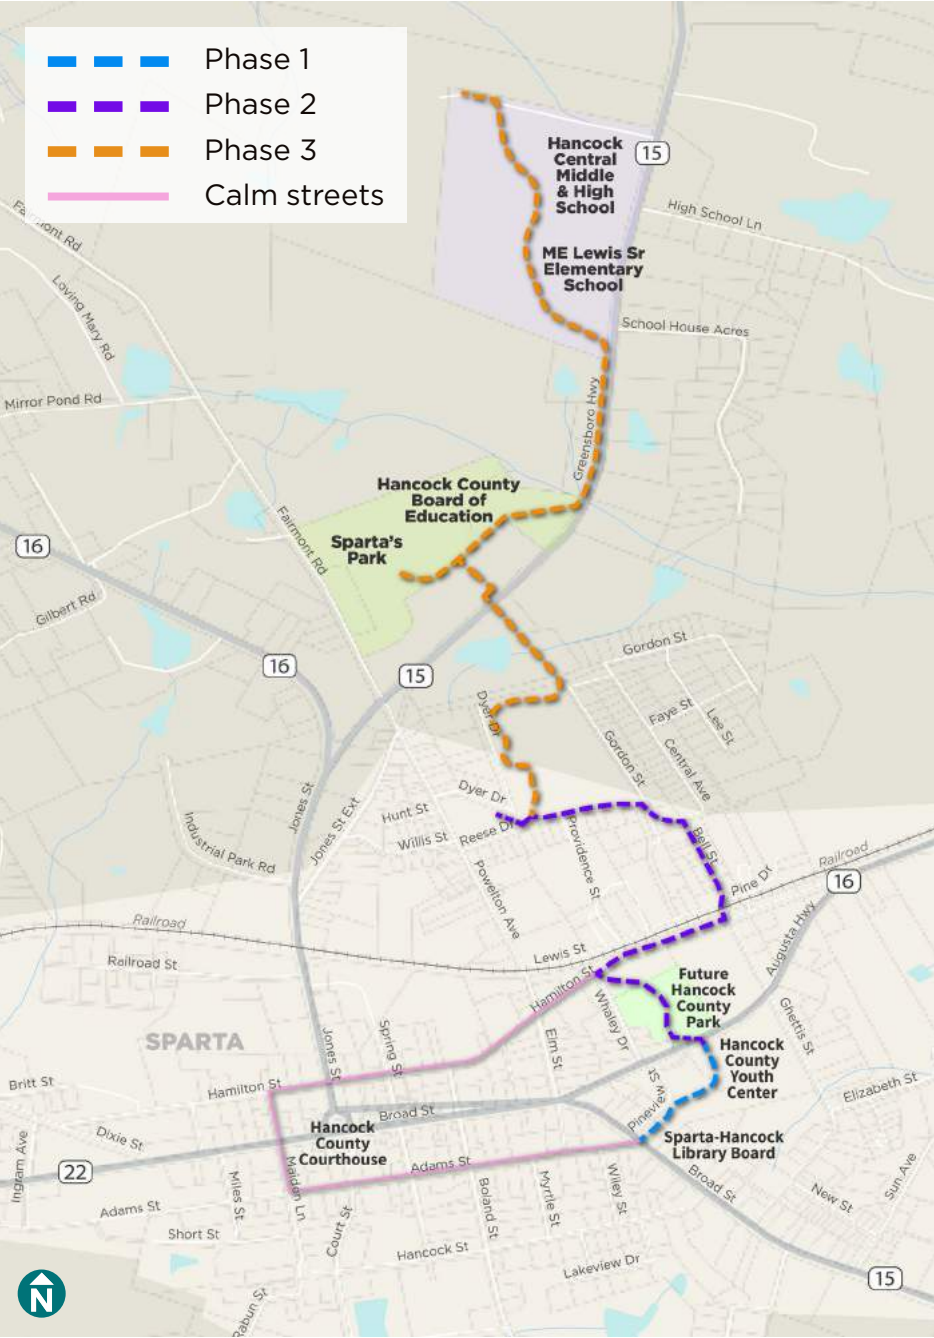 Phase 1
Phase 2
Phase 3
Calm streets
Fairmont Rd
Loving Mary Rd
Mirror Pond Rd
Hancock
Central
Middle
& High
School
15
High School Ln
ME Lewis Sr
Elementary
School
School House Acres
Greensboro Hwy
Hancock County
Board of
Education
Sparta's
Park
Fairmont Rd
16
Gilbert Rd
16
15
Gordon St
Faye St
Lee St
Dyer Dr
Gordon St
Central Ave
Jones St
Jones St Ext
Dyer Dr
Hunt St
Willis St
Reese Dr
Industrial Park Rd
Providence St
Bell St
Powelton Ave
Pine Dr
Railroad
16
Augusta Hwy
Railroad
Railroad St
Lewis St
Hamilton St
Whaley Dr
Future
Hancock
County
Park
Ghettis St
SPARTA
Jones St
Spring St
Elm St
Hancock
County
Youth
Center
Britt St
Hamilton St
Broad St
Pineview St
Elizabeth St
Dixie St
Hancock
County
Courthouse
Sparta-Hancock
Library Board
Ingram Ave
22
Adams St
Maiden Ln
Miles St
Adams St
Short St
Court St
Boland St
Myrtle St
Wiley St
Broad St
New St
Sun Ave
Hancock St
Lakeview Dr
15
Rabun St
N